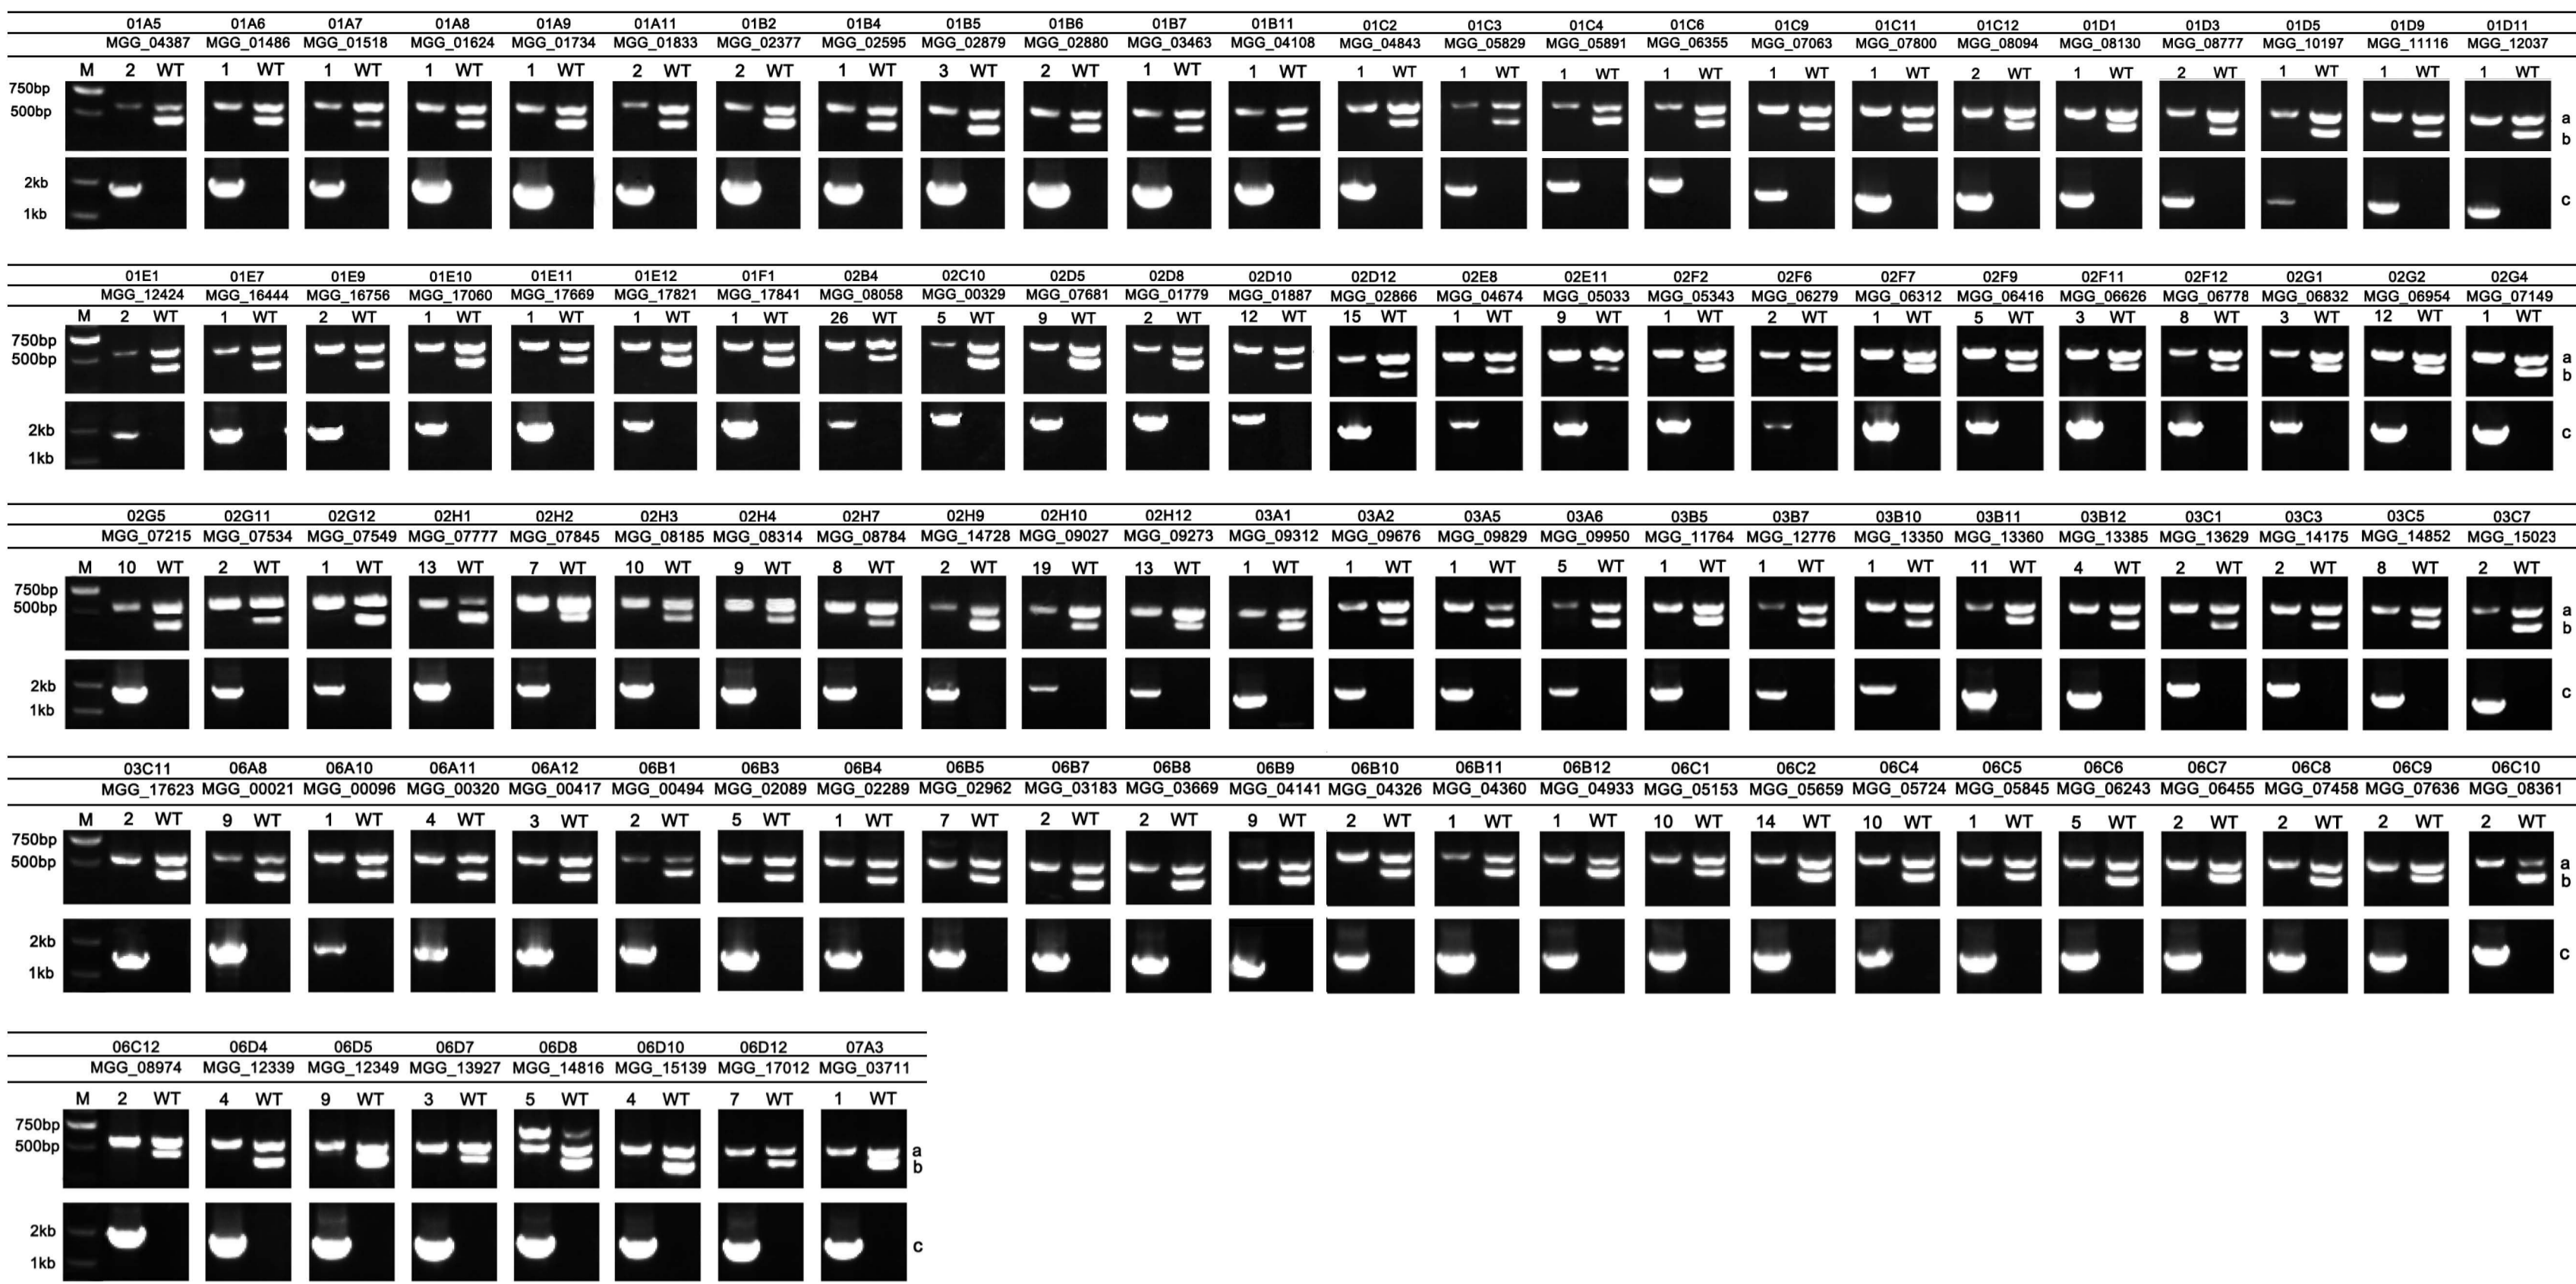 01A5 01A6 01A7 01A8 01A9 01A11 01B2 01B4 01B5 01B6 01B7 01B11 01C2 01C3 01C4 01C6 01C9 01C11 01C12 01D1 01D3 01D5 01D9 01D11
MGG_04387 MGG_01486 MGG_01518 MGG_01624 MGG_01734 MGG_01833 MGG_02377 MGG_02595 MGG_02879 MGG_02880 MGG_03463 MGG_04108 MGG_04843 MGG_05829 MGG_05891 MGG_06355 MGG_07063 MGG_07800 MGG_08094 MGG_08130 MGG_08777 MGG_10197 MGG_11116 MGG_12037
M 2 WT 1 WT 1 WT 1 WT 1 WT 2 WT 2 WT 1 WT 3 WT 2 WT 1 WT 1 WT 1 WT 1 WT 1 WT 1 WT 1 WT 1 WT 2 WT 1 WT 2 WT 1 WT 1 WT 1 WT
750bp
500bp a
b
2kb
c
1kb
01E1 01E7 01E9 01E10 01E11 01E12 01F1 02B4 02C10 02D5 02D8 02D10 02D12 02E8 02E11 02F2 02F6 02F7 02F9 02F11 02F12 02G1 02G2 02G4
MGG_12424 MGG_16444 MGG_16756 MGG_17060 MGG_17669 MGG_17821 MGG_17841 MGG_08058 MGG_00329 MGG_07681 MGG_01779 MGG_01887 MGG_02866 MGG_04674 MGG_05033 MGG_05343 MGG_06279 MGG_06312 MGG_06416 MGG_06626 MGG_06778 MGG_06832 MGG_06954 MGG_07149
M 2 WT 1 WT 2 WT 1 WT 1 WT 1 WT 1 WT 26 WT 5 WT 9 WT 2 WT 12 WT 15 WT 1 WT 9 WT 1 WT 2 WT 1 WT 5 WT 3 WT 8 WT 3 WT 12 WT 1 WT
750bp
500bp a
b
2kb c
1kb
02G5 02G11 02G12 02H1 02H2 02H3 02H4 02H7 02H9 02H10 02H12 03A1 03A2 03A5 03A6 03B5 03B7 03B10 03B11 03B12 03C1 03C3 03C5 03C7
MGG_07215 MGG_07534 MGG_07549 MGG_07777 MGG_07845 MGG_08185 MGG_08314 MGG_08784 MGG_14728 MGG_09027 MGG_09273 MGG_09312 MGG_09676 MGG_09829 MGG_09950 MGG_11764 MGG_12776 MGG_13350 MGG_13360 MGG_13385 MGG_13629 MGG_14175 MGG_14852 MGG_15023
M 10 WT 2 WT 1 WT 13 WT 7 WT 10 WT 9 WT 8 WT 2 WT 19 WT 13 WT 1 WT 1 WT 1 WT 5 WT 1 WT 1 WT 1 WT 11 WT 4 WT 2 WT 2 WT 8 WT 2 WT
750bp
500bp a
b
2kb c
1kb
03C11 06A8 06A10 06A11 06A12 06B1 06B3 06B4 06B5 06B7 06B8 06B9 06B10 06B11 06B12 06C1 06C2 06C4 06C5 06C6 06C7 06C8 06C9 06C10
MGG_17623 MGG_00021 MGG_00096 MGG_00320 MGG_00417 MGG_00494 MGG_02089 MGG_02289 MGG_02962 MGG_03183 MGG_03669 MGG_04141 MGG_04326 MGG_04360 MGG_04933 MGG_05153 MGG_05659 MGG_05724 MGG_05845 MGG_06243 MGG_06455 MGG_07458 MGG_07636 MGG_08361
M 2 WT 9 WT 1 WT 4 WT 3 WT 2 WT 5 WT 1 WT 7 WT 2 WT 2 WT 9 WT 2 WT 1 WT 1 WT 10 WT 14 WT 10 WT 1 WT 5 WT 2 WT 2 WT 2 WT 2 WT
750bp
500bp a
b
2kb c
1kb
06C12 06D4 06D5 06D7 06D8 06D10 06D12 07A3
MGG_08974 MGG_12339 MGG_12349 MGG_13927 MGG_14816 MGG_15139 MGG_17012 MGG_03711
M 2 WT 4 WT 9 WT 3 WT 5 WT 4 WT 7 WT 1 WT
750bp
500bp a
b
2kb c
1kb